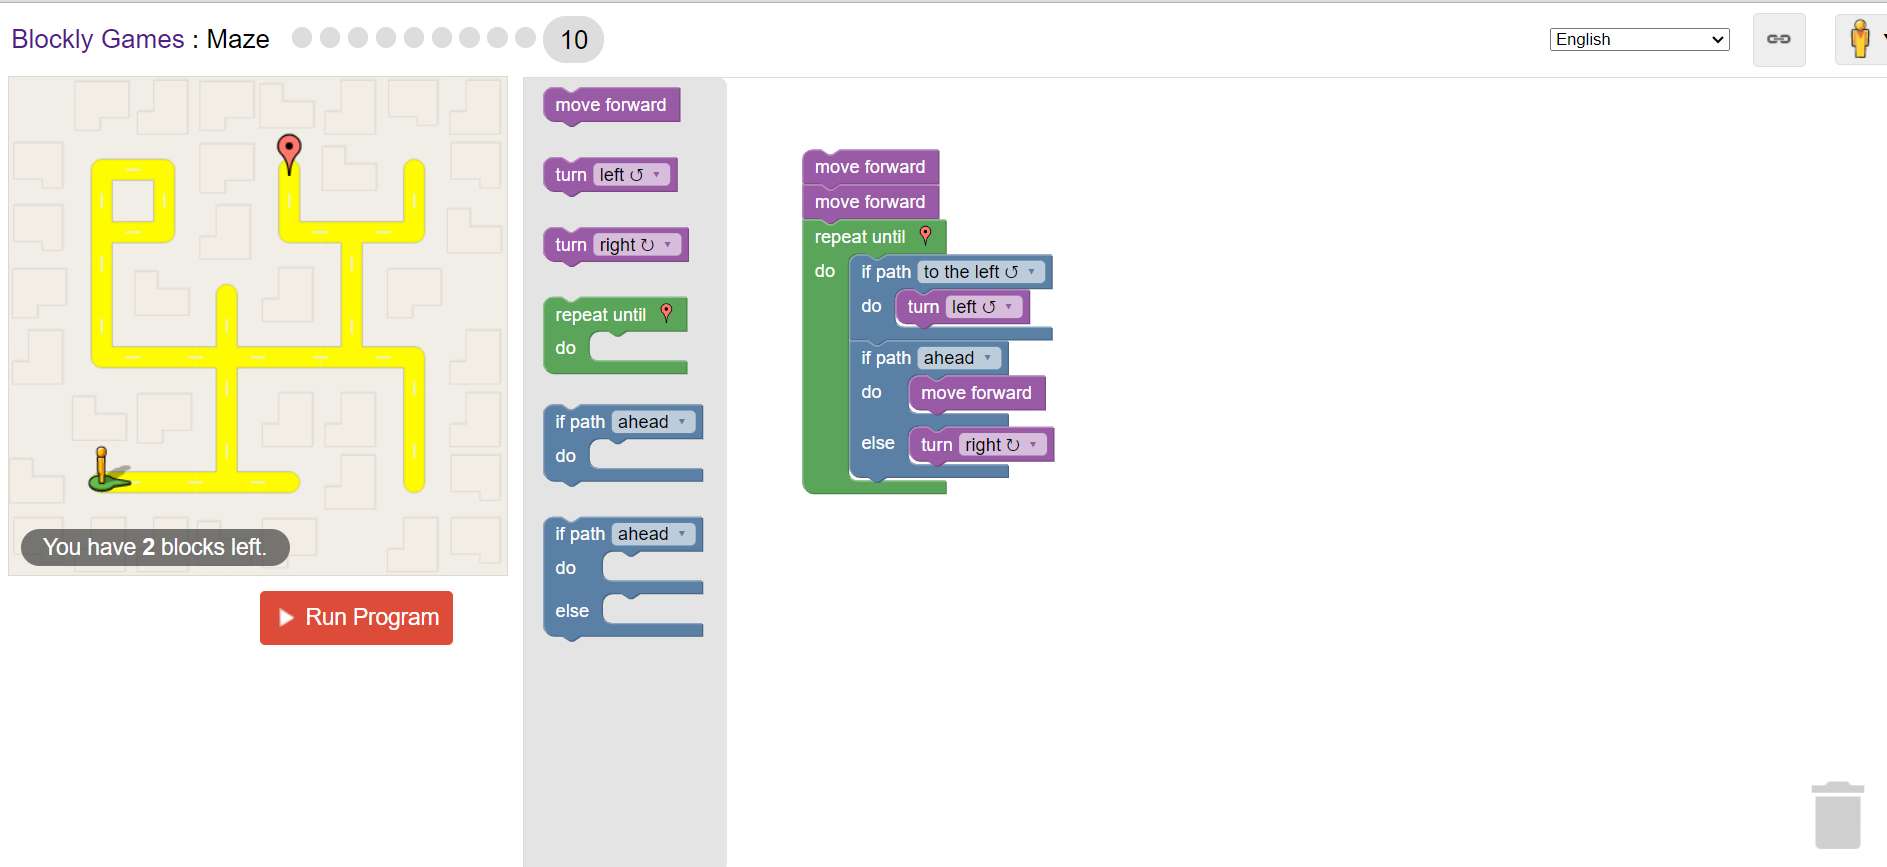 Blockly Games : Maze 10
English
You have 2 blocks left.
Run Program
move forward
turn left ↺ ▾
turn right ↻ ▾
repeat until
do
if path ahead ▾
do
if path ahead ▾
do
else
move forward
move forward
repeat until
do if path to the left ↺ ▾
do turn left ↺ ▾
if path ahead ▾
do move forward
else turn right ↻ ▾